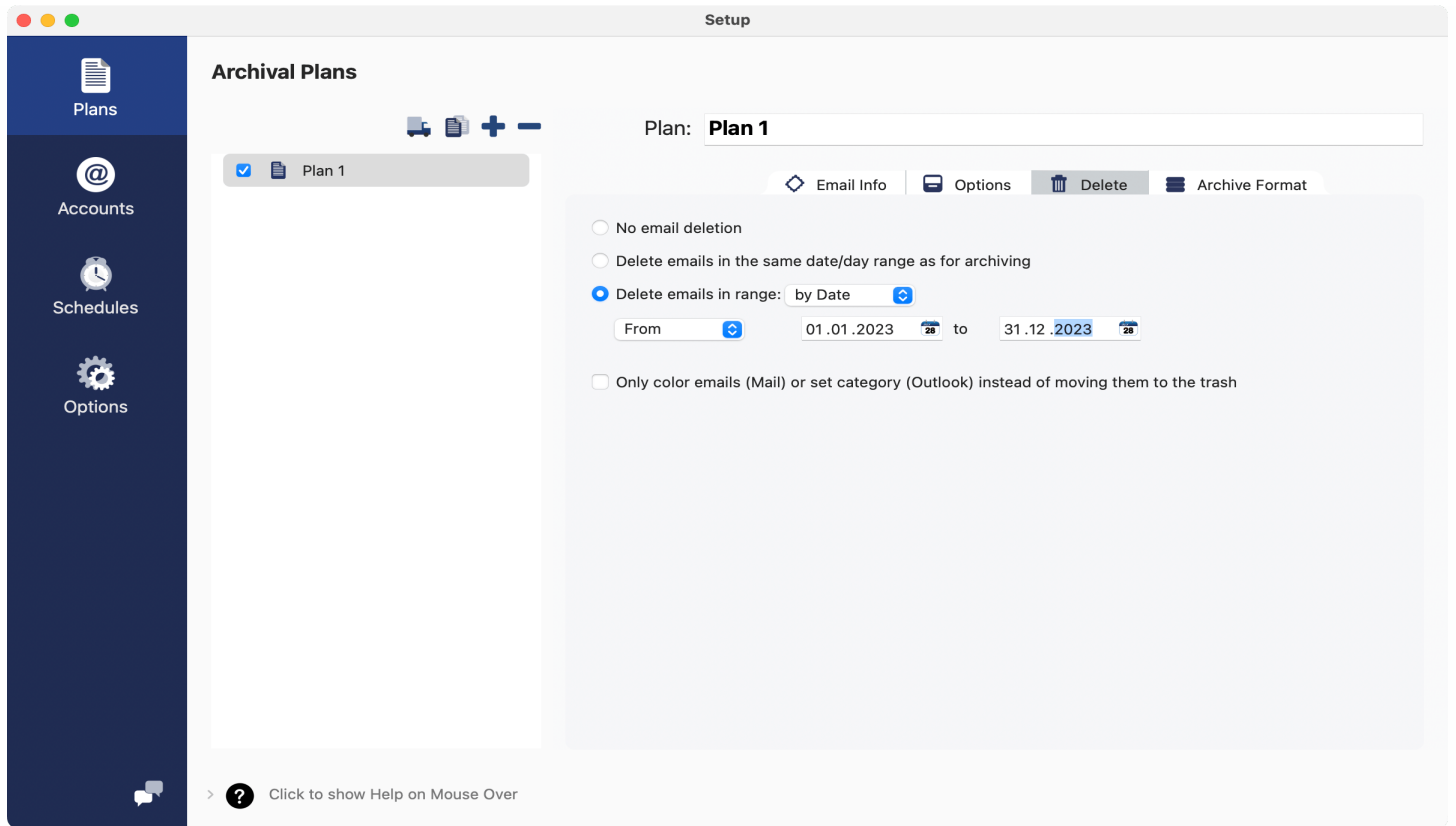 Setup
Plans
Accounts
Schedules
Options
Archival Plans
Plan 1
Plan: Plan 1
Email Info Options Delete Archive Format
No email deletion
Delete emails in the same date/day range as for archiving
Delete emails in range: by Date
From 01.01.2023 28 to 31.12.2023 28
Only color emails (Mail) or set category (Outlook) instead of moving them to the trash
? Click to show Help on Mouse Over